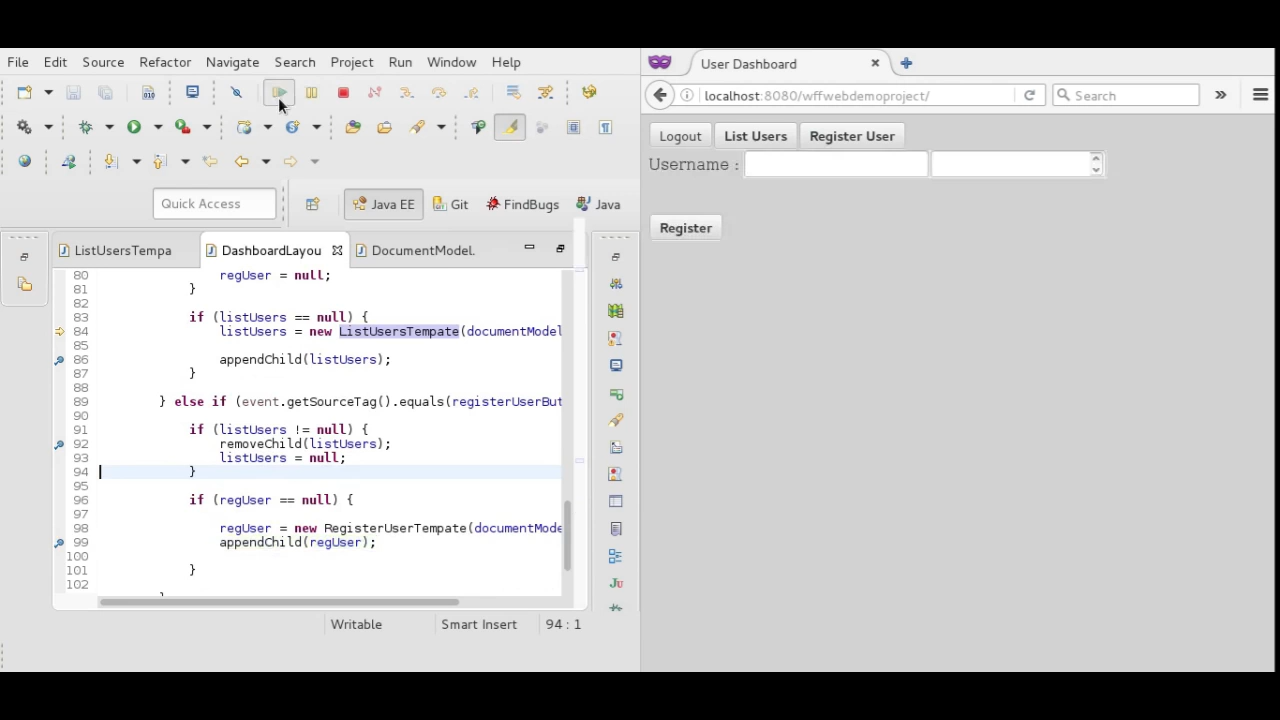 File Edit Source Refactor Navigate Search Project Run Window Help
Quick Access
Java EE
Git
FindBugs
Java
ListUsersTempa
DashboardLayou
DocumentModel.
80 regUser = null;
81 }
82
83 if (listUsers == null) {
84 listUsers = new ListUsersTempate(documentModel
85
86 appendChild(listUsers);
87 }
88
89 } else if (event.getSourceTag().equals(registerUserBut
90
91 if (listUsers != null) {
92 removeChild(listUsers);
93 listUsers = null;
94 }
95
96 if (regUser == null) {
97
98 regUser = new RegisterUserTempate(documentMode
99 appendChild(regUser);
100
101 }
102
Writable
Smart Insert
94 : 1
User Dashboard
localhost:8080/wffwebdemoproject/
Search
Logout
List Users
Register User
Username :
Register